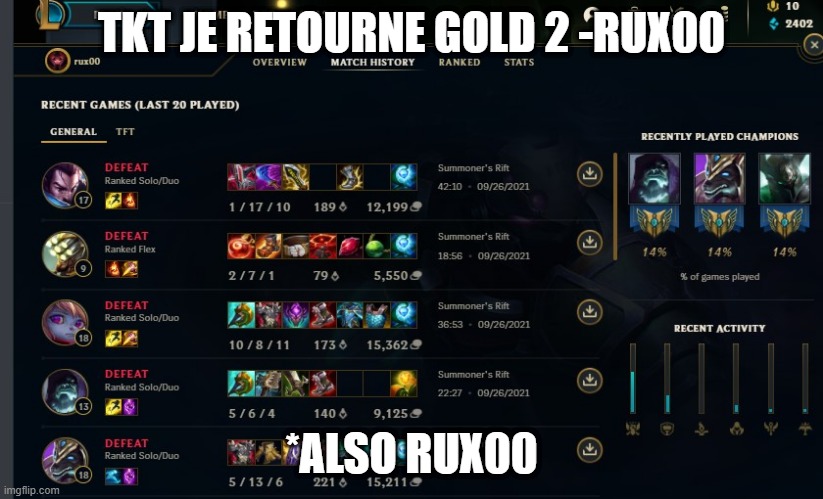 10
2402
TKT JE RETOURNE GOLD 2 -RUX00
rux00
OVERVIEW MATCH HISTORY RANKED STATS
RECENT GAMES (LAST 20 PLAYED)
GENERAL TFT
RECENTLY PLAYED CHAMPIONS
14% 14% 14%
% of games played
RECENT ACTIVITY
17
DEFEAT
Ranked Solo/Duo
1 / 17 / 10 189 12,199
Summoner's Rift
42:10 • 09/26/2021
9
DEFEAT
Ranked Flex
2 / 7 / 1 79 5,550
Summoner's Rift
18:56 • 09/26/2021
18
DEFEAT
Ranked Solo/Duo
10 / 8 / 11 173 15,362
Summoner's Rift
36:53 • 09/26/2021
13
DEFEAT
Ranked Solo/Duo
5 / 6 / 4 140 9,125
Summoner's Rift
22:27 • 09/26/2021
18
DEFEAT
Ranked Solo/Duo
5 / 13 / 6 221 15,211
*ALSO RUX00
imgflip.com